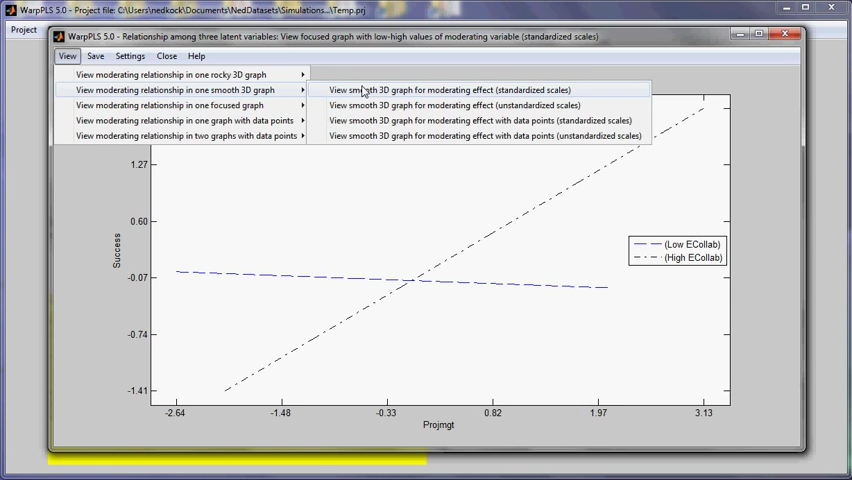 WarpPLS 5.0 - Project file: C:\Users\nedkock\Documents\NedDatasets\Simulations...\Temp.prj
Project
WarpPLS 5.0 - Relationship among three latent variables: View focused graph with low-high values of moderating variable (standardized scales)
View Save Settings Close Help
View moderating relationship in one rocky 3D graph
View moderating relationship in one smooth 3D graph
View moderating relationship in one focused graph
View moderating relationship in one graph with data points
View moderating relationship in two graphs with data points
View smooth 3D graph for moderating effect (standardized scales)
View smooth 3D graph for moderating effect (unstandardized scales)
View smooth 3D graph for moderating effect with data points (standardized scales)
View smooth 3D graph for moderating effect with data points (unstandardized scales)
1.27
0.60
-0.07
-0.74
-1.41
Success
(Low ECollab)
(High ECollab)
-2.64 -1.48 -0.33 0.82 1.97 3.13
Projmgt